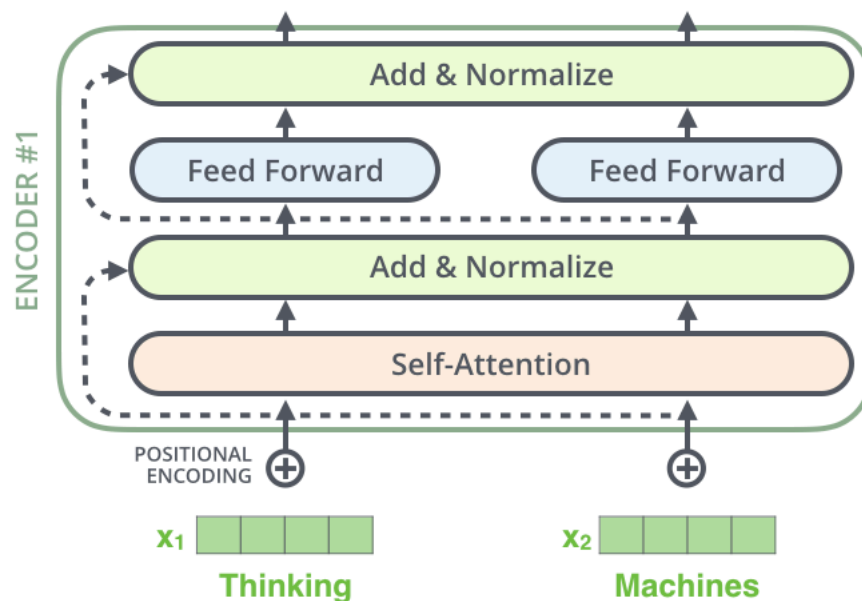 ENCODER #1
Add & Normalize
Feed Forward
Feed Forward
Add & Normalize
Self-Attention
POSITIONAL
ENCODING
x₁
x₂
Thinking
Machines